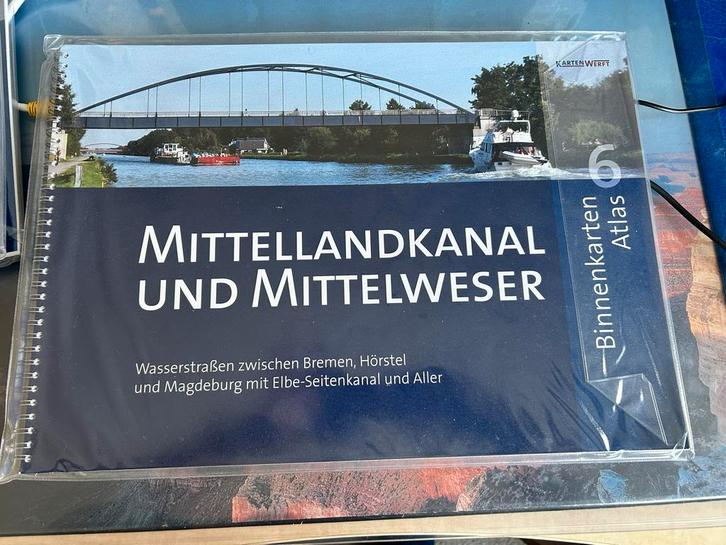 KARTENWERFT
Binnenkarten
Atlas 6
MITTELLANDKANAL
UND MITTELWESER
Wasserstraßen zwischen Bremen, Hörstel
und Magdeburg mit Elbe-Seitenkanal und Aller